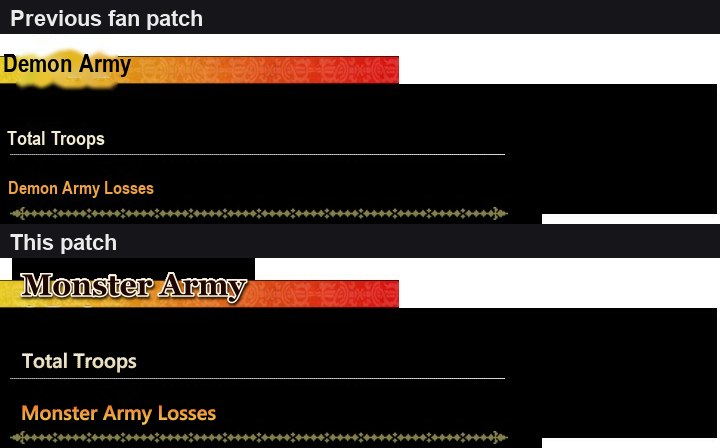 Previous fan patch
Demon Army
Total Troops
Demon Army Losses
This patch
Monster Army
Total Troops
Monster Army Losses